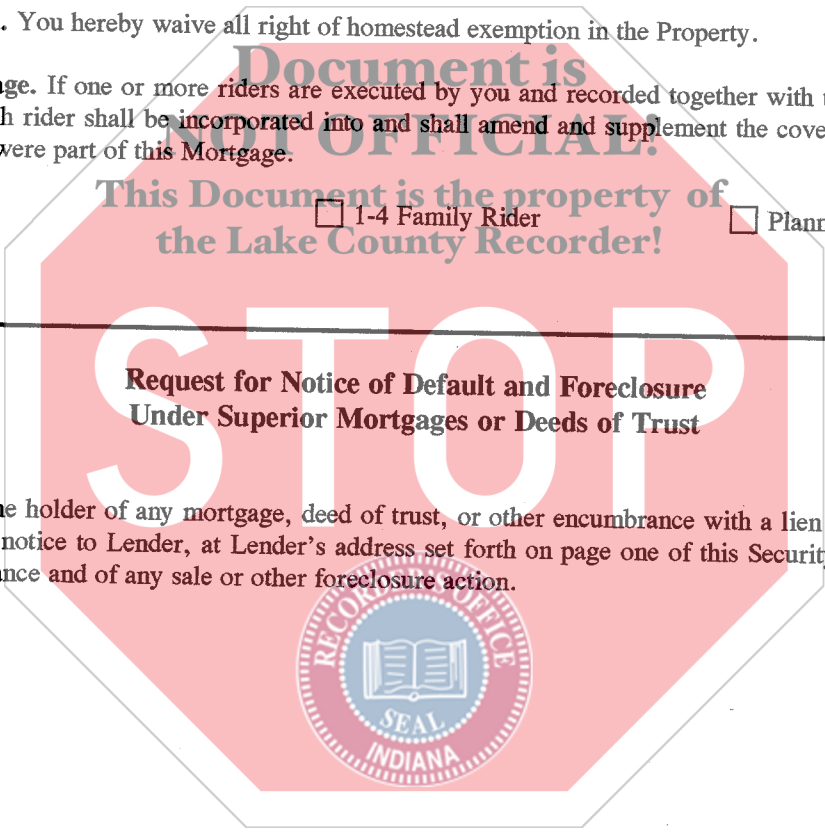 . You hereby waive all right of homestead exemption in the Property.
Document is
ge. If one or more riders are executed by you and recorded together with
h rider shall be incorporated into and shall amend and supplement the cove
NOT OFFICIAL!
were part of this Mortgage.
This Document is the property of
☐ 1-4 Family Rider ☐ Plann
the Lake County Recorder!
STOP
Request for Notice of Default and Foreclosure
Under Superior Mortgages or Deeds of Trust
e holder of any mortgage, deed of trust, or other encumbrance with a lien
notice to Lender, at Lender's address set forth on page one of this Security
ance and of any sale or other foreclosure action.
RECORDER'S OFFICE
SEAL
INDIANA